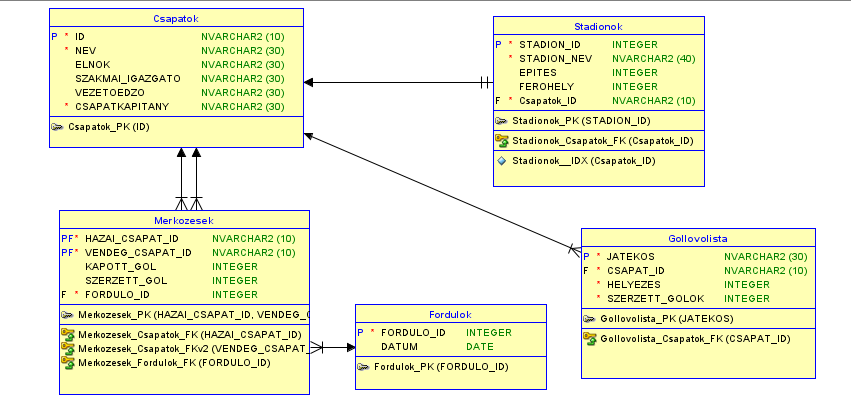 Csapatok
P * ID NVARCHAR2 (10)
* NEV NVARCHAR2 (30)
ELNOK NVARCHAR2 (30)
SZAKMAI_IGAZGATO NVARCHAR2 (30)
VEZETOEDZO NVARCHAR2 (30)
* CSAPATKAPITANY NVARCHAR2 (30)
Csapatok_PK (ID)
Stadionok
P * STADION_ID INTEGER
* STADION_NEV NVARCHAR2 (40)
EPITES INTEGER
FEROHELY INTEGER
F * Csapatok_ID NVARCHAR2 (10)
Stadionok_PK (STADION_ID)
Stadionok_Csapatok_FK (Csapatok_ID)
Stadionok__IDX (Csapatok_ID)
Merkozesek
PF * HAZAI_CSAPAT_ID NVARCHAR2 (10)
PF * VENDEG_CSAPAT_ID NVARCHAR2 (10)
KAPOTT_GOL INTEGER
SZERZETT_GOL INTEGER
F * FORDULO_ID INTEGER
Merkozesek_PK (HAZAI_CSAPAT_ID, VENDEG_C
Merkozesek_Csapatok_FK (HAZAI_CSAPAT_ID)
Merkozesek_Csapatok_FKv2 (VENDEG_CSAPAT_
Merkozesek_Fordulok_FK (FORDULO_ID)
Fordulok
P * FORDULO_ID INTEGER
DATUM DATE
Fordulok_PK (FORDULO_ID)
Gollovolista
P * JATEKOS NVARCHAR2 (30)
F * CSAPAT_ID NVARCHAR2 (10)
* HELYEZES INTEGER
* SZERZETT_GOLOK INTEGER
Gollovolista_PK (JATEKOS)
Gollovolista_Csapatok_FK (CSAPAT_ID)